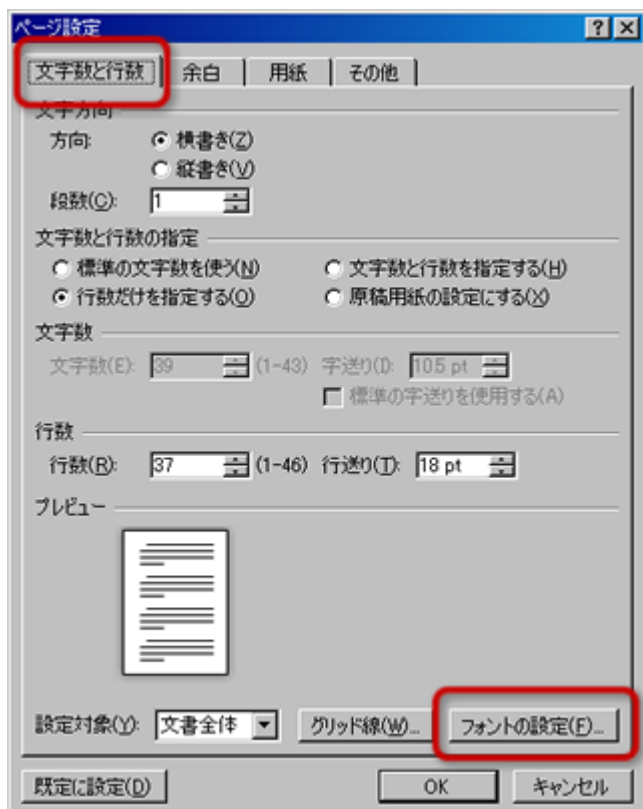 ページ設定
文字数と行数 余白 用紙 その他
文字方向
方向: 横書き(Z)
縦書き(V)
段数(C): 1
文字数と行数の指定
標準の文字数を使う(N) 文字数と行数を指定する(H)
行数だけを指定する(O) 原稿用紙の設定にする(X)
文字数
文字数(E): 39 (1-43) 字送り(I): 10.5 pt
標準の字送りを使用する(A)
行数
行数(R): 37 (1-46) 行送り(T): 18 pt
プレビュー
設定対象(Y): 文書全体 グリッド線(W)... フォントの設定(F)...
既定に設定(D) OK キャンセル